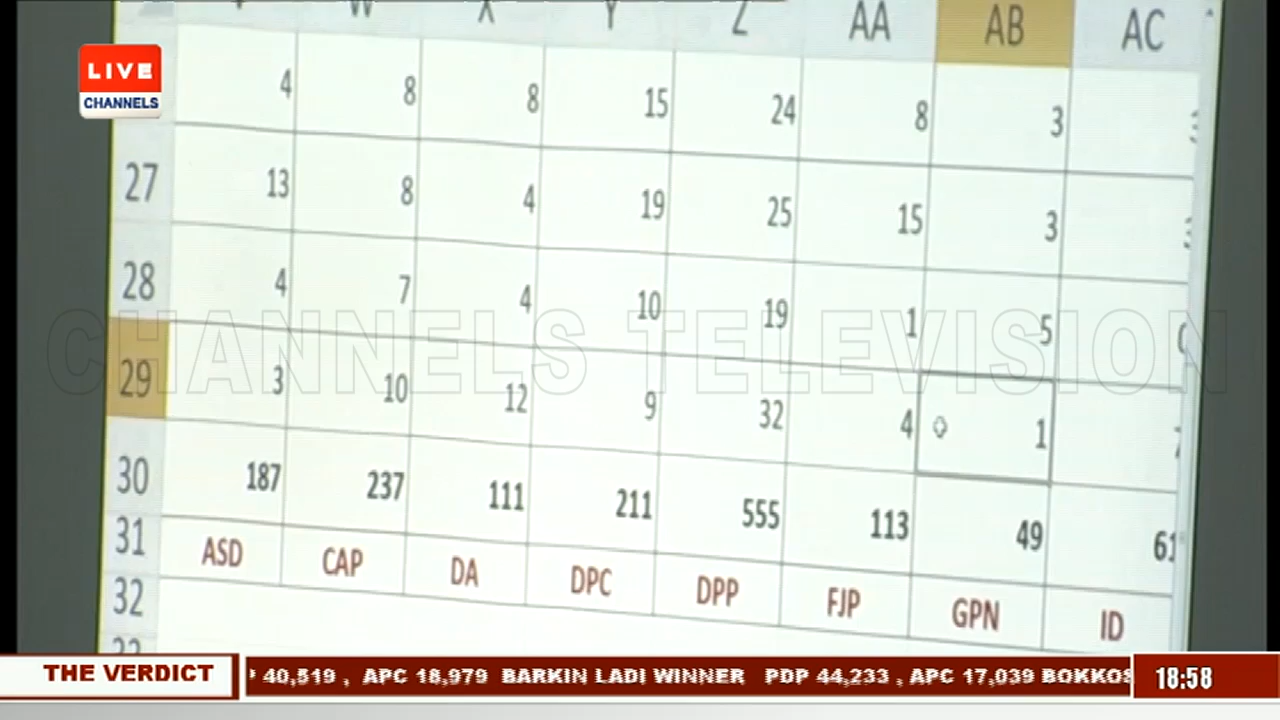 W X Y Z AA AB AC
LIVE
CHANNELS
4 8 8 15 24 8 3
27 13 8 4 19 25 15 3
28 4 7 4 10 19 1 5
CHANNELS TELEVISION
29 3 10 12 9 32 4 1
30 187 237 111 211 555 113 49 61
31 ASD CAP DA DPC DPP FJP GPN ID
32
THE VERDICT
40,519 , APC 18,979 BARKIN LADI WINNER PDP 44,233 , APC 17,039 BOKKOS
18:58